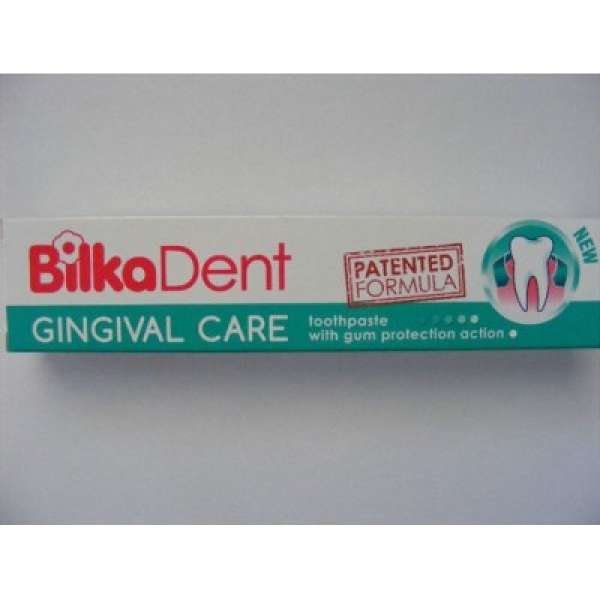 BilkaDent
PATENTED
FORMULA
NEW
GINGIVAL CARE
toothpaste
with gum protection action